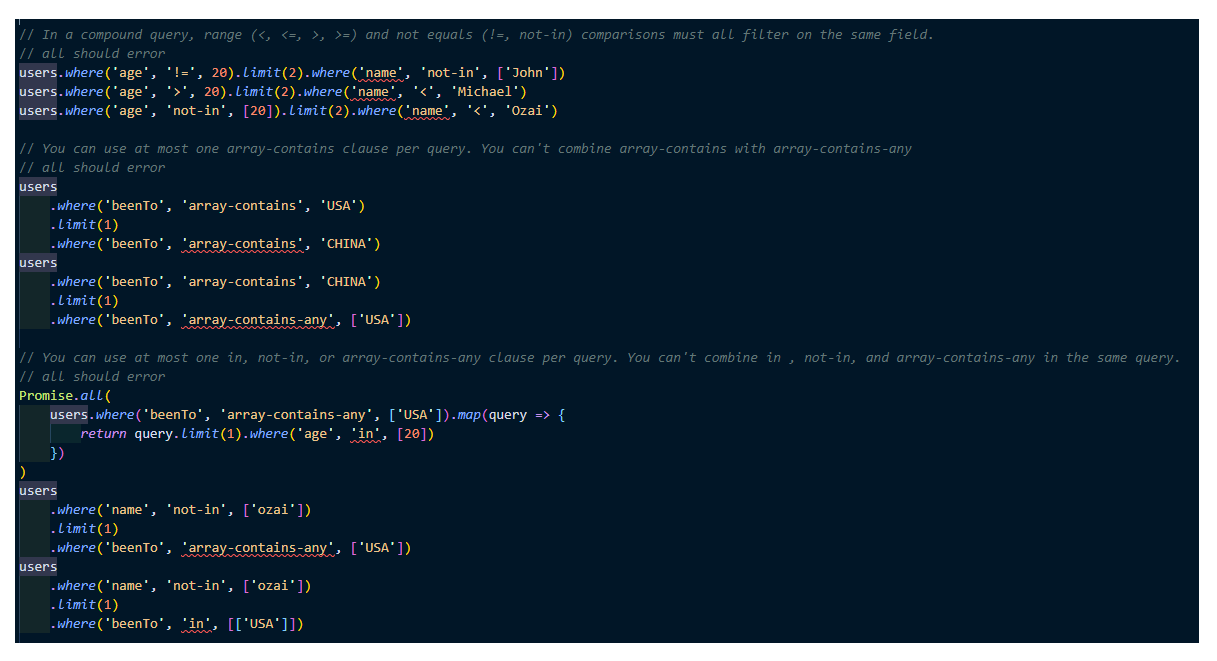 // In a compound query, range (<, <=, >, >=) and not equals (!=, not-in) comparisons must all filter on the same field.
// all should error
users.where('age', '!=', 20).limit(2).where('name', 'not-in', ['John'])
users.where('age', '>', 20).limit(2).where('name', '<', 'Michael')
users.where('age', 'not-in', [20]).limit(2).where('name', '<', 'Ozai')

// You can use at most one array-contains clause per query. You can't combine array-contains with array-contains-any
// all should error
users
    .where('beenTo', 'array-contains', 'USA')
    .limit(1)
    .where('beenTo', 'array-contains', 'CHINA')
users
    .where('beenTo', 'array-contains', 'CHINA')
    .limit(1)
    .where('beenTo', 'array-contains-any', ['USA'])

// You can use at most one in, not-in, or array-contains-any clause per query. You can't combine in , not-in, and array-contains-any in the same query.
// all should error
Promise.all(
    users.where('beenTo', 'array-contains-any', ['USA']).map(query => {
        return query.limit(1).where('age', 'in', [20])
    })
)
users
    .where('name', 'not-in', ['ozai'])
    .limit(1)
    .where('beenTo', 'array-contains-any', ['USA'])
users
    .where('name', 'not-in', ['ozai'])
    .limit(1)
    .where('beenTo', 'in', [['USA']])